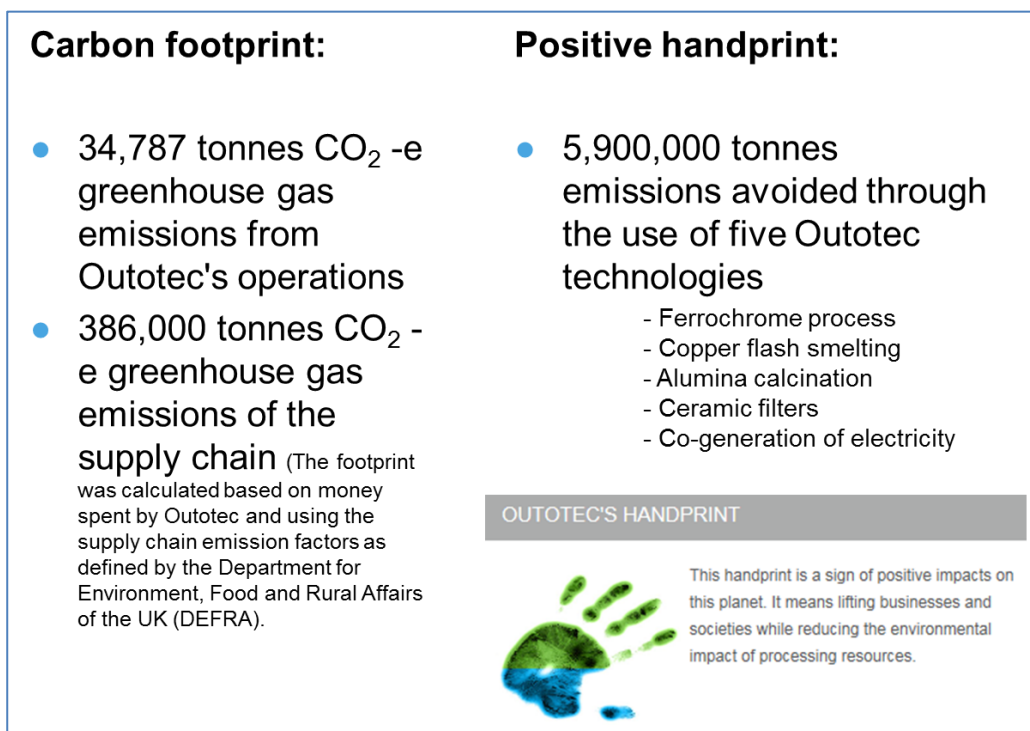 Carbon footprint:
● 34,787 tonnes CO₂ -e
greenhouse gas
emissions from
Outotec's operations
● 386,000 tonnes CO₂ -
e greenhouse gas
emissions of the
supply chain (The footprint
was calculated based on money
spent by Outotec and using the
supply chain emission factors as
defined by the Department for
Environment, Food and Rural Affairs
of the UK (DEFRA).
Positive handprint:
● 5,900,000 tonnes
emissions avoided through
the use of five Outotec
technologies
- Ferrochrome process
- Copper flash smelting
- Alumina calcination
- Ceramic filters
- Co-generation of electricity
OUTOTEC'S HANDPRINT
This handprint is a sign of positive impacts on
this planet. It means lifting businesses and
societies while reducing the environmental
impact of processing resources.